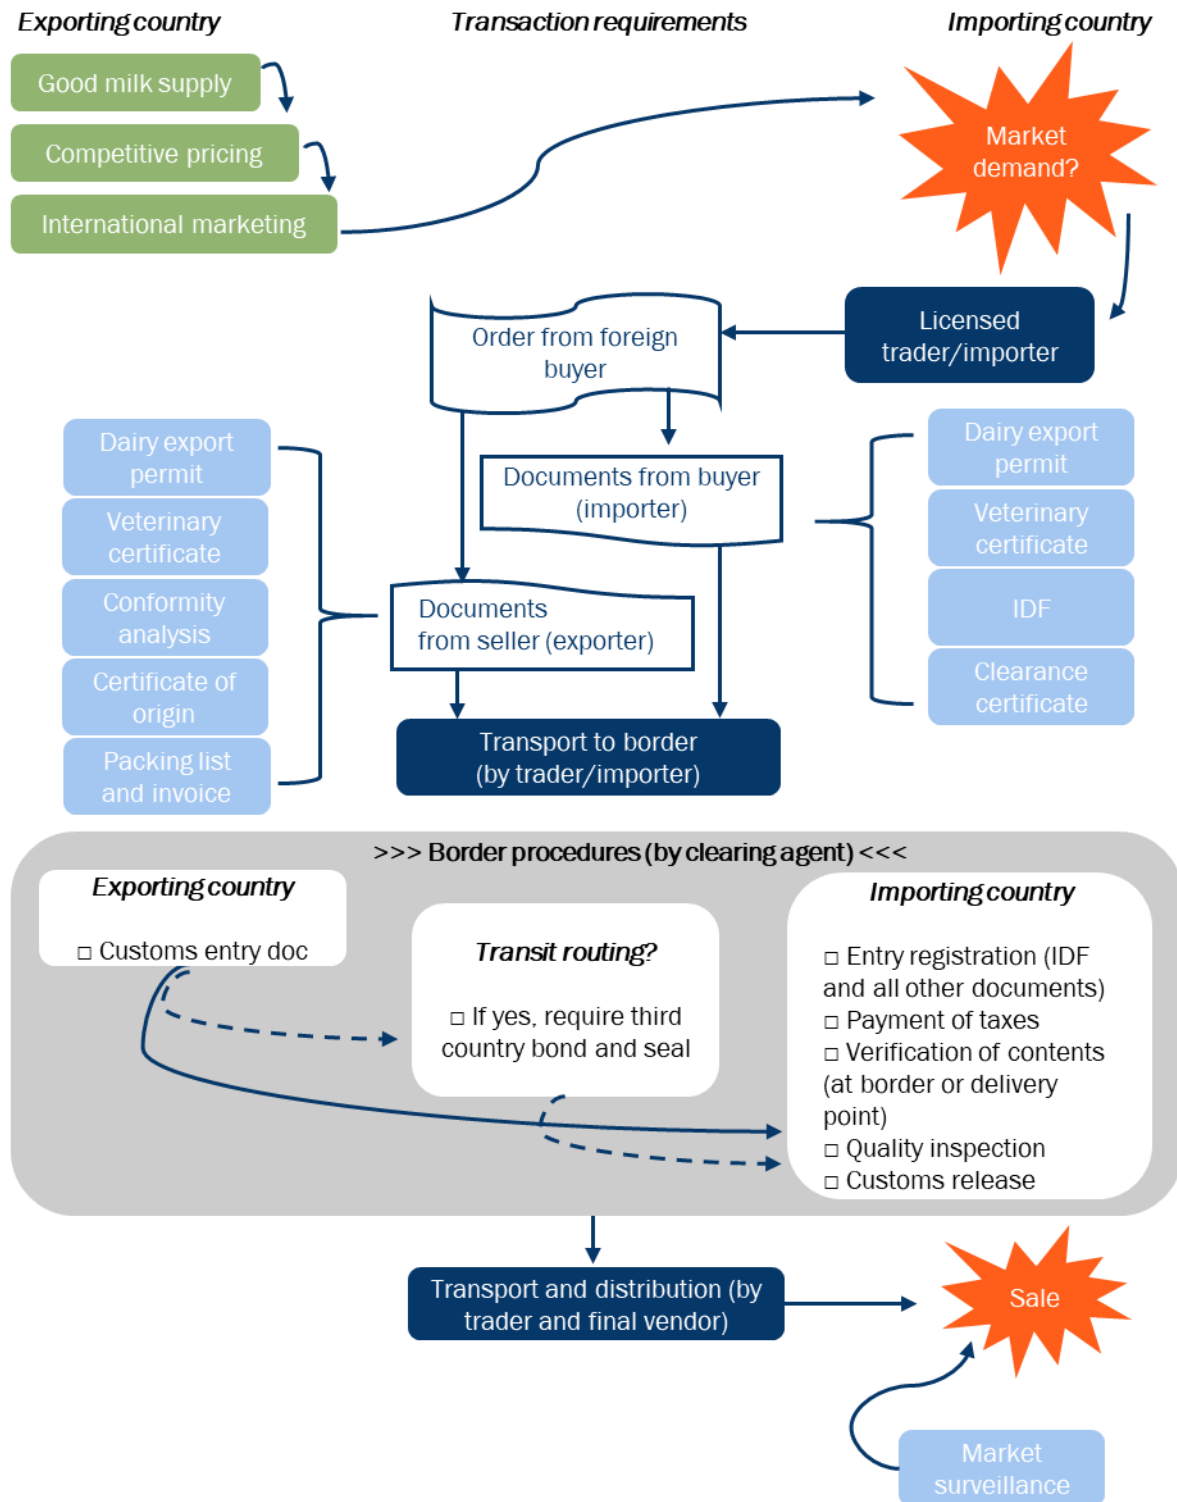 Exporting country
Transaction requirements
Importing country
Good milk supply
Competitive pricing
International marketing
Market
demand?
Licensed
trader/importer
Order from foreign
buyer
Documents from buyer
(importer)
Documents
from seller (exporter)
Dairy export
permit
Veterinary
certificate
Conformity
analysis
Certificate of
origin
Packing list
and invoice
Dairy export
permit
Veterinary
certificate
IDF
Clearance
certificate
Transport to border
(by trader/importer)
>>> Border procedures (by clearing agent) <<<
Exporting country
□ Customs entry doc
Transit routing?
□ If yes, require third
country bond and seal
Importing country
□ Entry registration (IDF
and all other documents)
□ Payment of taxes
□ Verification of contents
(at border or delivery
point)
□ Quality inspection
□ Customs release
Transport and distribution (by
trader and final vendor)
Sale
Market
surveillance